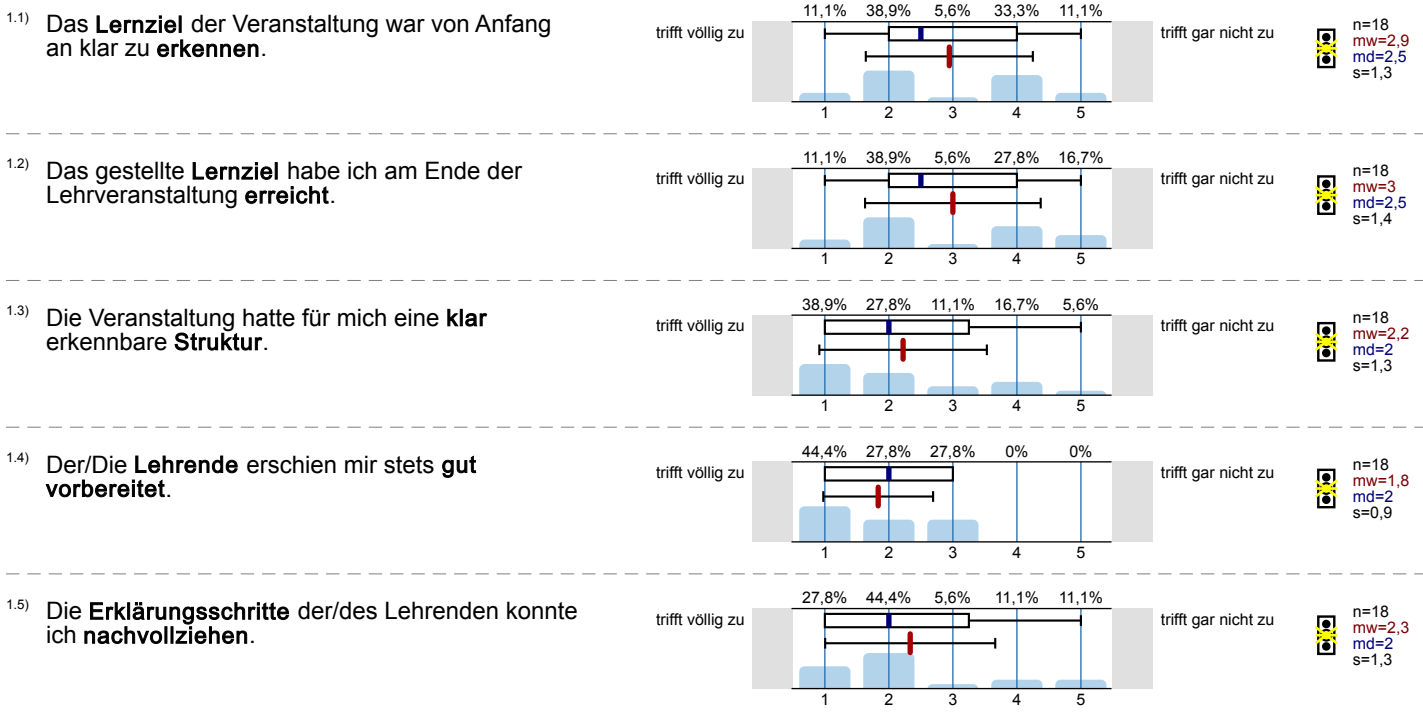 1.1) Das Lernziel der Veranstaltung war von Anfang
an klar zu erkennen.
11,1% 38,9% 5,6% 33,3% 11,1%
trifft völlig zu
trifft gar nicht zu
1 2 3 4 5
n=18
mw=2,9
md=2,5
s=1,3
1.2) Das gestellte Lernziel habe ich am Ende der
Lehrveranstaltung erreicht.
11,1% 38,9% 5,6% 27,8% 16,7%
trifft völlig zu
trifft gar nicht zu
1 2 3 4 5
n=18
mw=3
md=2,5
s=1,4
1.3) Die Veranstaltung hatte für mich eine klar
erkennbare Struktur.
38,9% 27,8% 11,1% 16,7% 5,6%
trifft völlig zu
trifft gar nicht zu
1 2 3 4 5
n=18
mw=2,2
md=2
s=1,3
1.4) Der/Die Lehrende erschien mir stets gut
vorbereitet.
44,4% 27,8% 27,8% 0% 0%
trifft völlig zu
trifft gar nicht zu
1 2 3 4 5
n=18
mw=1,8
md=2
s=0,9
1.5) Die Erklärungsschritte der/des Lehrenden konnte
ich nachvollziehen.
27,8% 44,4% 5,6% 11,1% 11,1%
trifft völlig zu
trifft gar nicht zu
1 2 3 4 5
n=18
mw=2,3
md=2
s=1,3